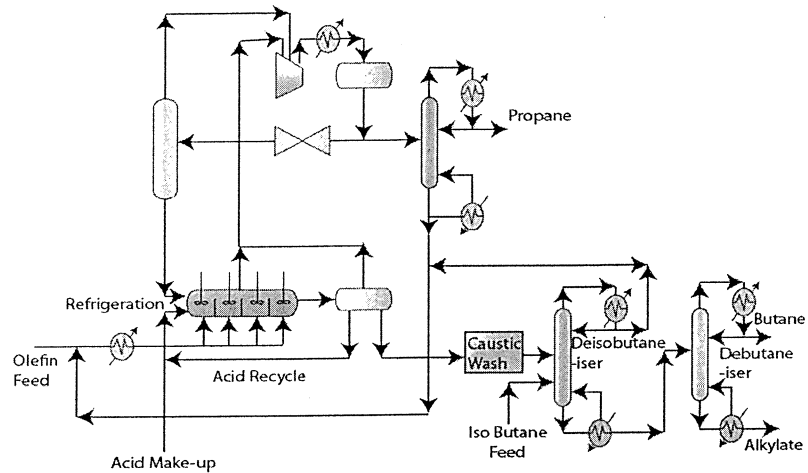 Propane
Refrigeration
Olefin
Feed
Acid Recycle
Acid Make-up
Caustic
Wash
Iso Butane
Feed
Deisobutane
-iser
Butane
Debutane
-iser
Alkylate